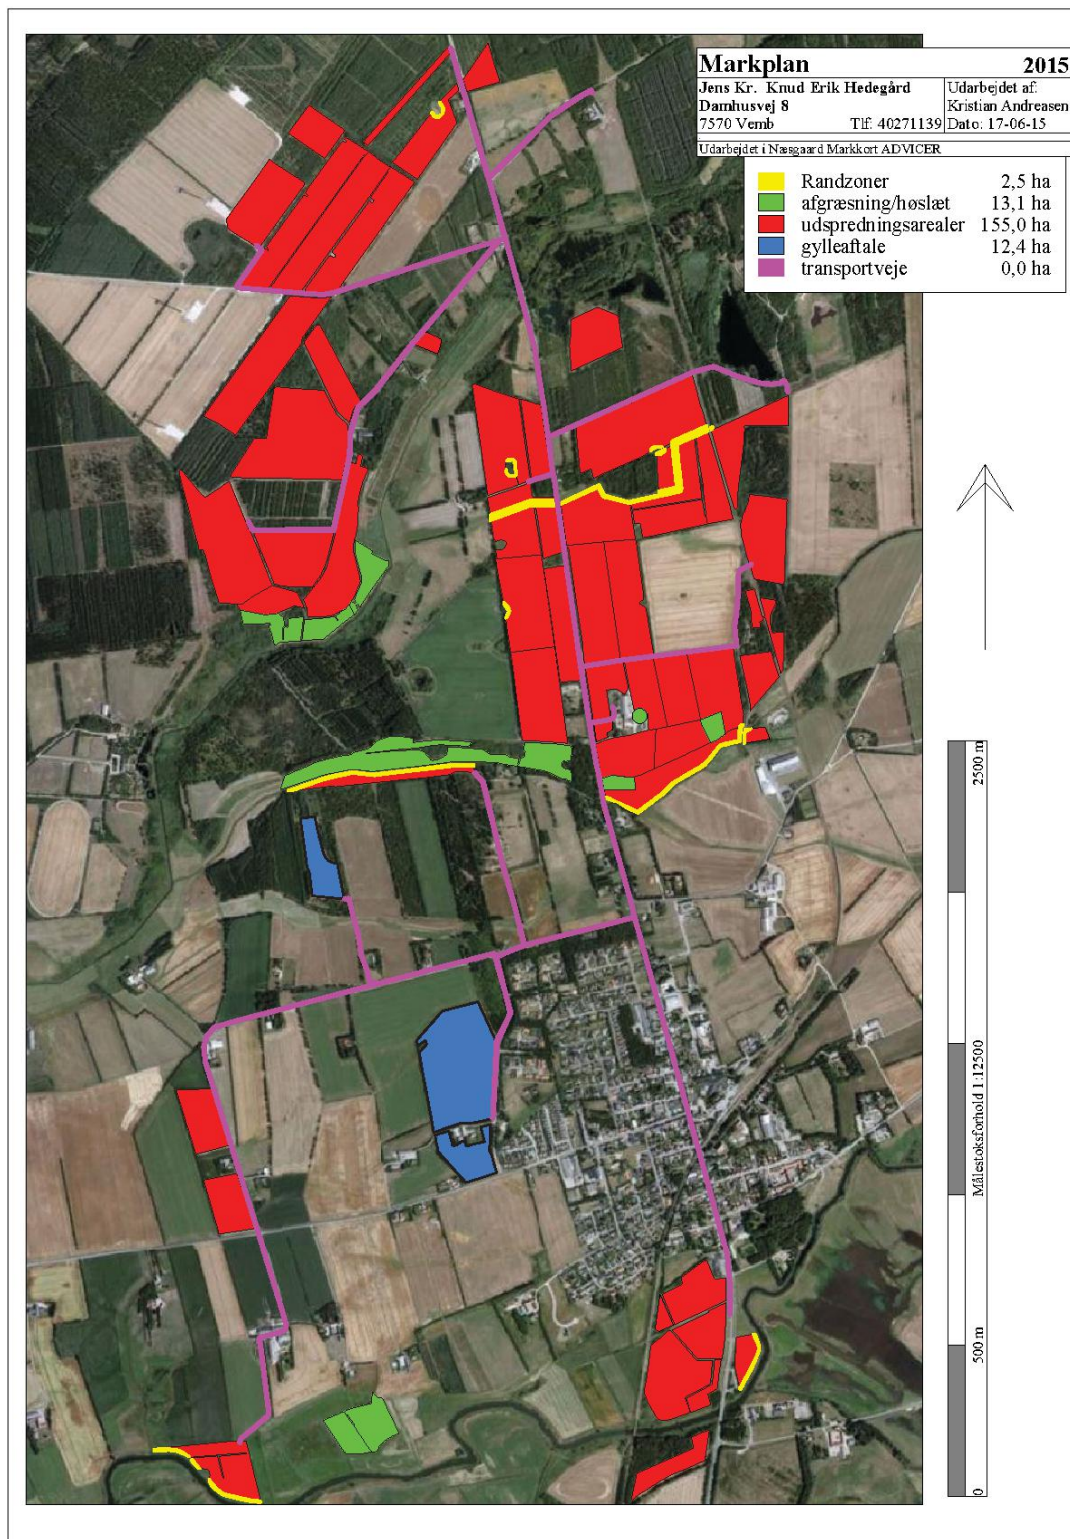 Markplan 2015
Jens Kr. Knud Erik Hedegård
Damhusvej 8
7570 Vemb Tlf: 40271139
Udarbejdet af:
Kristian Andreasen
Dato: 17-06-15
Udarbejdet i Næsgaard Markkort ADVICER
Randzoner 2,5 ha
afgræsning/høslæt 13,1 ha
udspredningsarealer 155,0 ha
gylleaftale 12,4 ha
transportveje 0,0 ha
2500 m
Målestoksforhold 1:12500
500 m
0